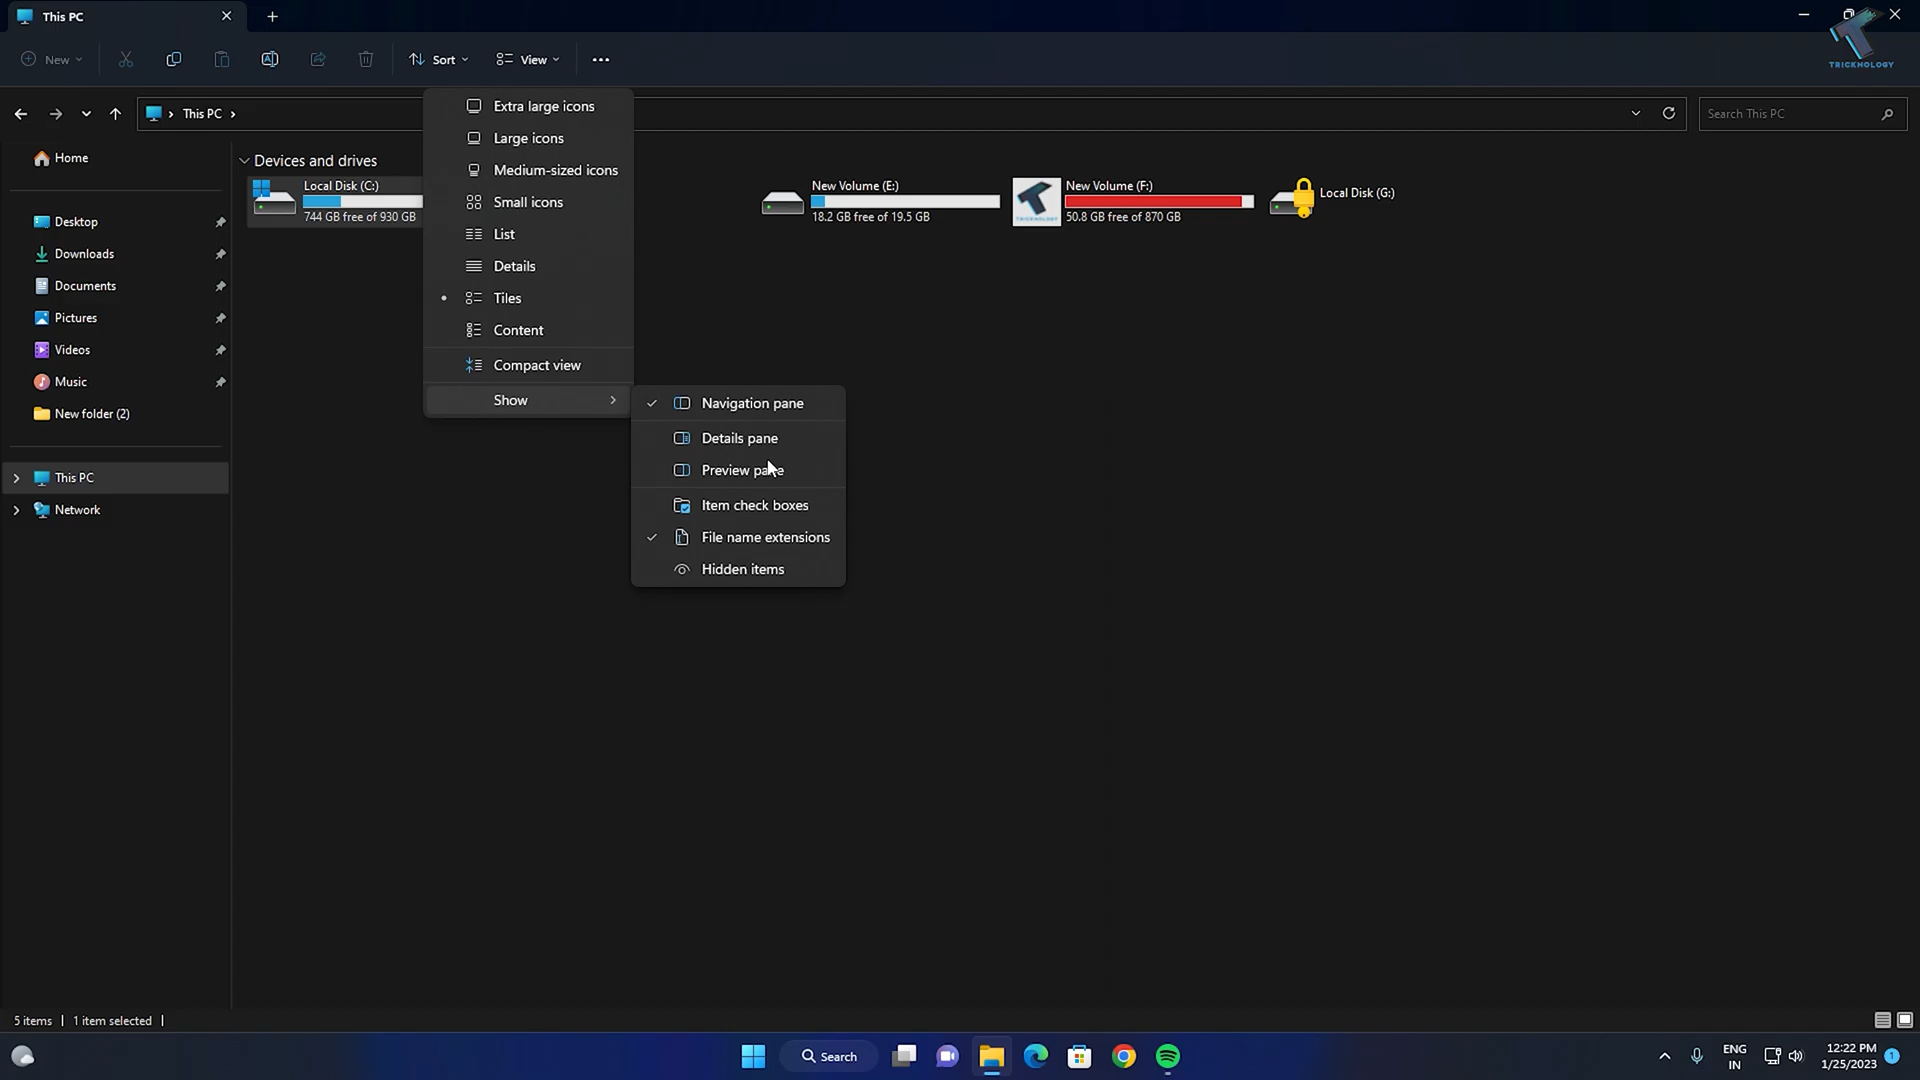 This PC
TRICKNOLOGY
New
Sort
View
This PC
Search This PC
Home
Desktop
Downloads
Documents
Pictures
Videos
Music
New folder (2)
This PC
Network
Devices and drives
Local Disk (C:)
744 GB free of 930 GB
New Volume (E:)
18.2 GB free of 19.5 GB
TRICKNOLOGY
New Volume (F:)
50.8 GB free of 870 GB
Local Disk (G:)
Extra large icons
Large icons
Medium-sized icons
Small icons
List
Details
Tiles
Content
Compact view
Show
Navigation pane
Details pane
Preview pane
Item check boxes
File name extensions
Hidden items
5 items
1 item selected
Search
ENG
IN
12:22 PM
1/25/2023
1